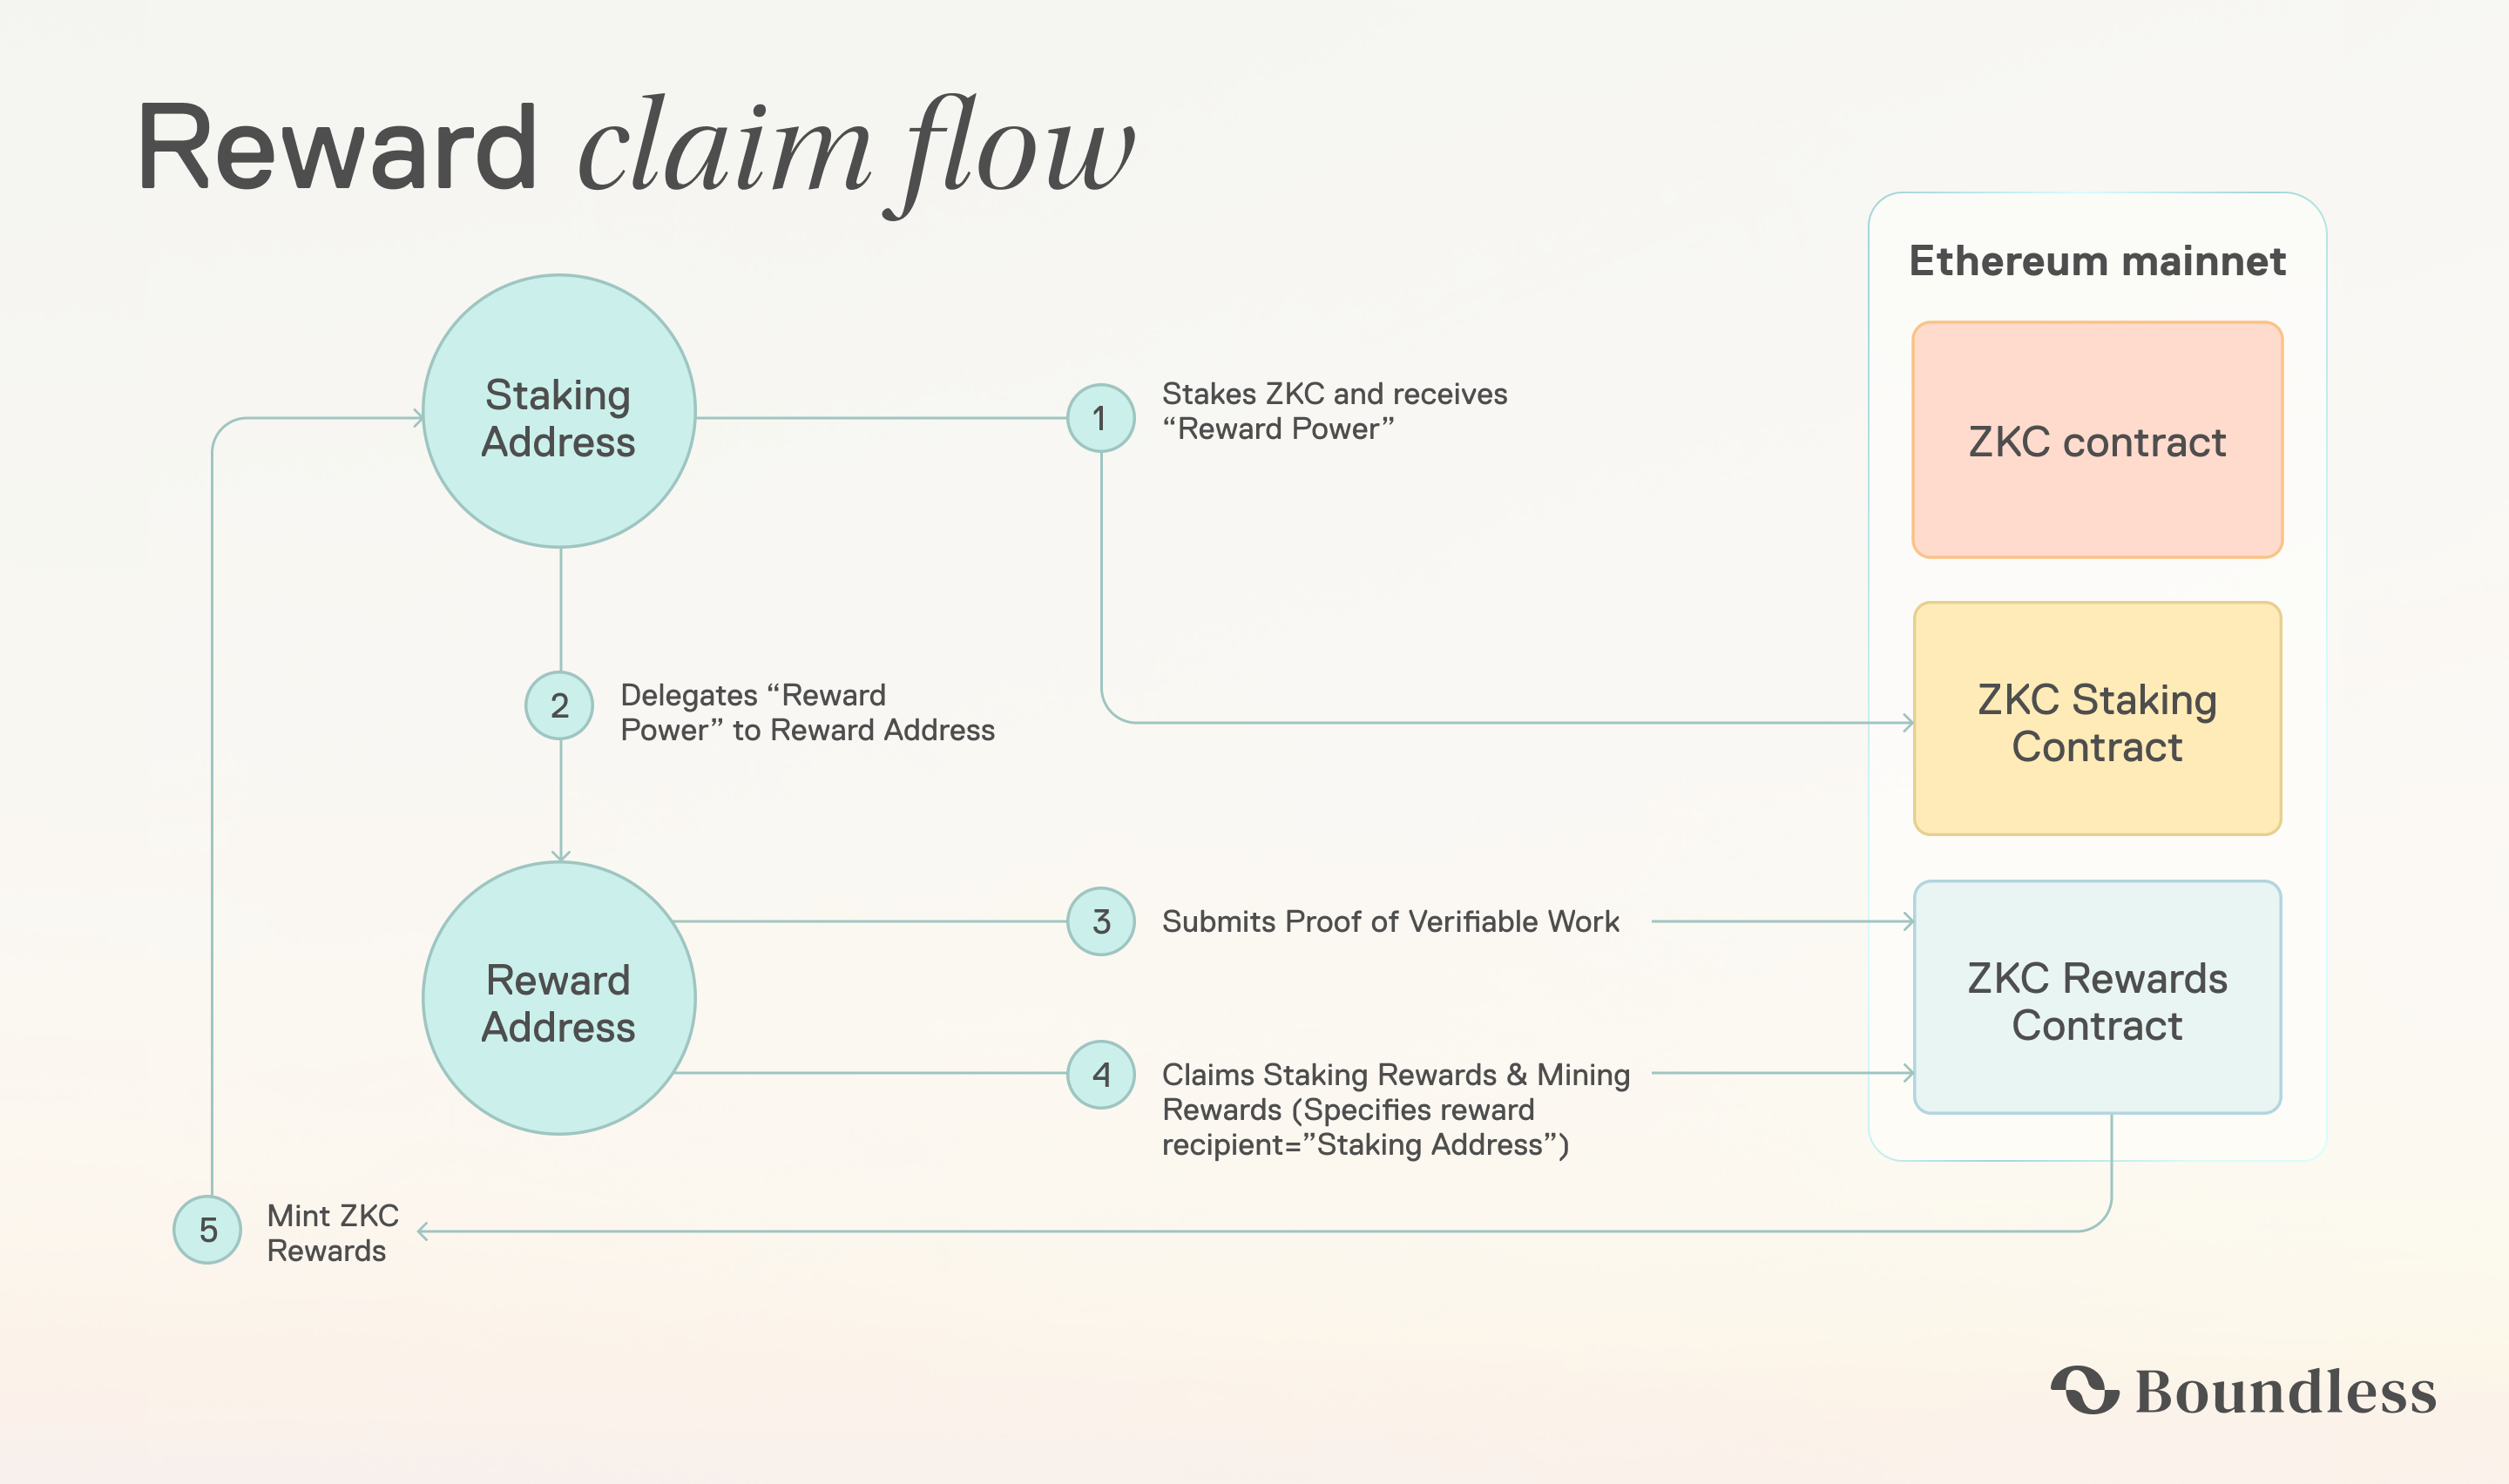 Reward claim flow
Ethereum mainnet
ZKC contract
ZKC Staking
Contract
ZKC Rewards
Contract
Staking
Address
1
Stakes ZKC and receives
“Reward Power”
2
Delegates “Reward
Power” to Reward Address
Reward
Address
3
Submits Proof of Verifiable Work
4
Claims Staking Rewards & Mining
Rewards (Specifies reward
recipient=”Staking Address”)
5
Mint ZKC
Rewards
Boundless